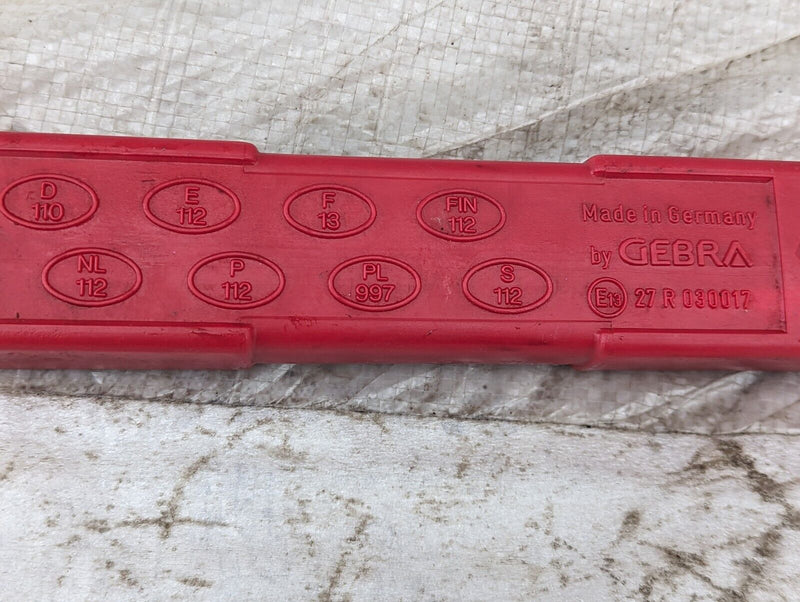 D
110
E
112
F
13
FIN
112
NL
112
P
112
PL
997
S
112
Made in Germany
by GEBRA
E13 27 R 030017